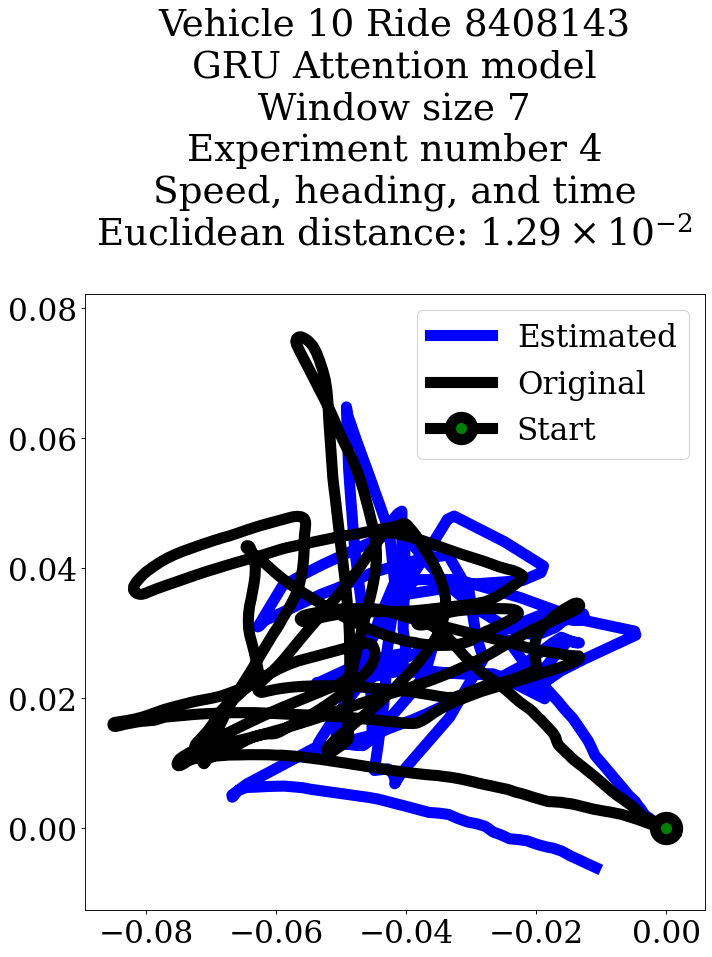 Vehicle 10 Ride 8408143
GRU Attention model
Window size 7
Experiment number 4
Speed, heading, and time
Euclidean distance: 1.29 × 10⁻²
0.08
0.06
0.04
0.02
0.00
Estimated
Original
Start
−0.08 −0.06 −0.04 −0.02 0.00